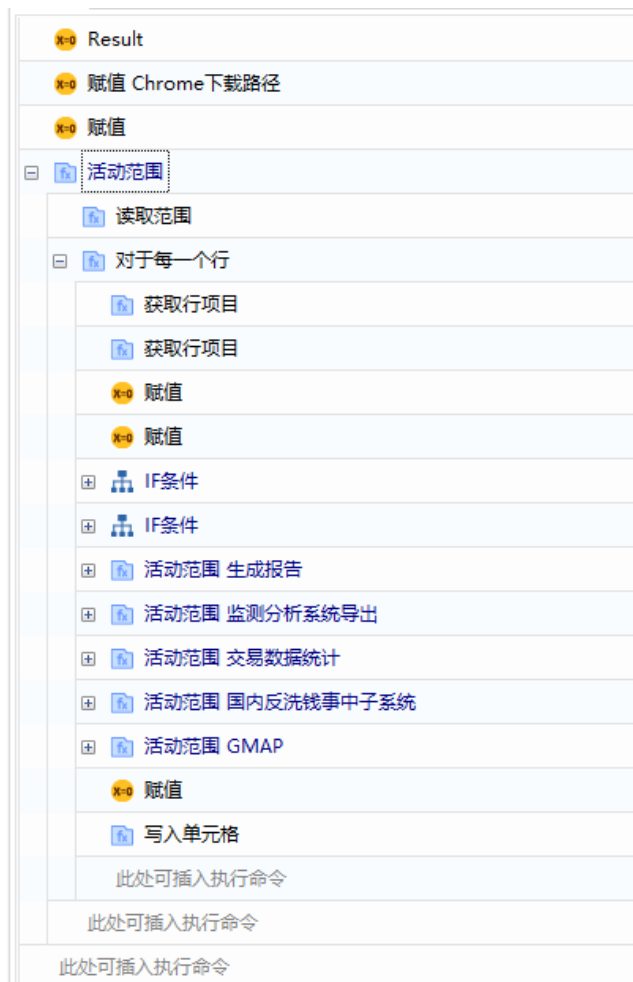 Result
赋值 Chrome下载路径
赋值
活动范围
读取范围
对于每一个行
获取行项目
获取行项目
赋值
赋值
IF条件
IF条件
活动范围 生成报告
活动范围 监测分析系统导出
活动范围 交易数据统计
活动范围 国内反洗钱事中子系统
活动范围 GMAP
赋值
写入单元格
此处可插入执行命令
此处可插入执行命令
此处可插入执行命令